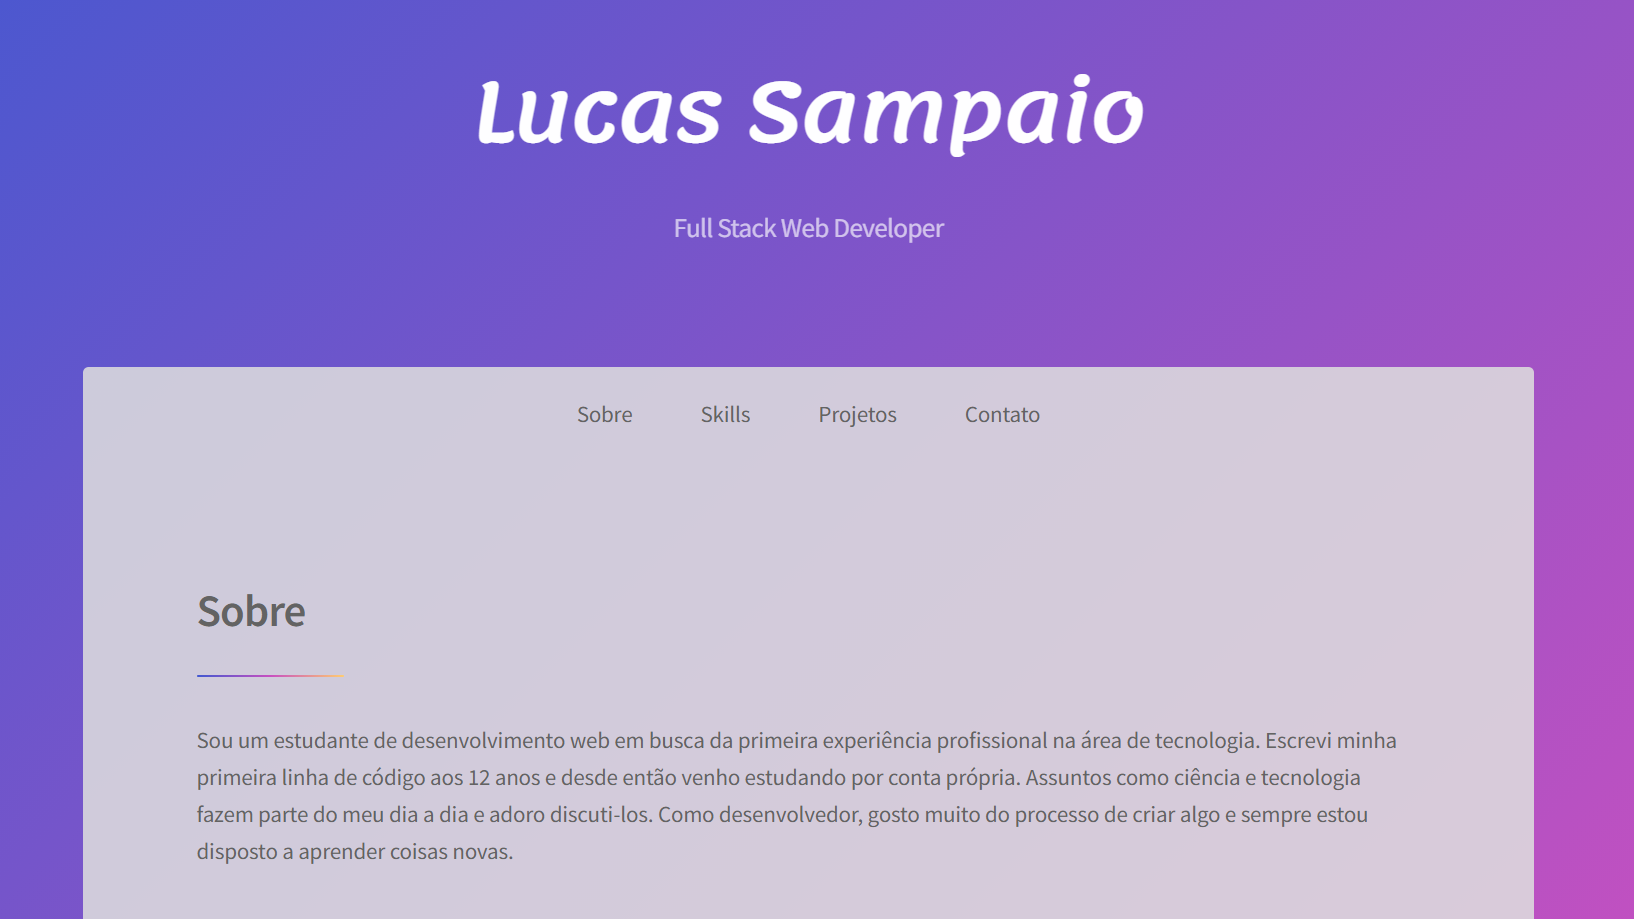 Lucas Sampaio
Full Stack Web Developer
Sobre Skills Projetos Contato
Sobre
Sou um estudante de desenvolvimento web em busca da primeira experiência profissional na área de tecnologia. Escrevi minha
primeira linha de código aos 12 anos e desde então venho estudando por conta própria. Assuntos como ciência e tecnologia
fazem parte do meu dia a dia e adoro discuti-los. Como desenvolvedor, gosto muito do processo de criar algo e sempre estou
disposto a aprender coisas novas.